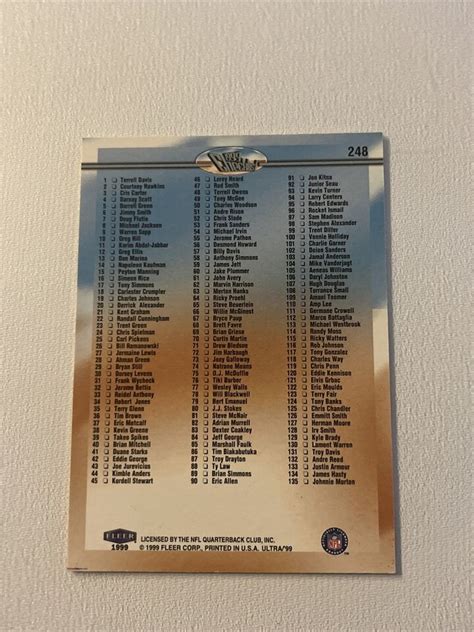 248
1 Terrell Davis
2 Courtney Hawkins
3 Cris Carter
4 Darnay Scott
5 Darrell Green
6 Jimmy Smith
7 Doug Flutie
8 Michael Jackson
9 Warren Sapp
10 Greg Hill
11 Karim Abdul-Jabbar
12 Greg Ellis
13 Dan Marino
14 Napoleon Kaufman
15 Peyton Manning
16 Simeon Rice
17 Tony Simmons
18 Carlester Crumpler
19 Charles Johnson
20 Derrick Alexander
21 Kent Graham
22 Randall Cunningham
23 Trent Green
24 Chris Spielman
25 Carl Pickens
26 Bill Romanowski
27 Jermaine Lewis
28 Ahman Green
29 Bryan Still
30 Dorsey Levens
31 Frank Wycheck
32 Jerome Bettis
33 Reidel Anthony
34 Robert Jones
35 Terry Glenn
36 Tim Brown
37 Eric Metcalf
38 Kevin Greene
39 Takeo Spikes
40 Brian Mitchell
41 Duane Starks
42 Eddie George
43 Joe Jurevicius
44 Kimble Anders
45 Kordell Stewart
46 Leroy Hoard
47 Rod Smith
48 Terrell Owens
49 Tony McGee
50 Charles Woodson
51 Andre Rison
52 Chris Slade
53 Frank Sanders
54 Michael Irvin
55 Jerome Pathon
56 Desmond Howard
57 Billy Davis
58 Anthony Simmons
59 James Jett
60 Jake Plummer
61 John Avery
62 Marvin Harrison
63 Merton Hanks
64 Ricky Proehl
65 Steve Beuerlein
66 Willie McGinest
67 Bryce Paup
68 Brett Favre
69 Brian Griese
70 Curtis Martin
71 Drew Bledsoe
72 Jim Harbaugh
73 Joey Galloway
74 Natrone Means
75 O.J. McDuffie
76 Tiki Barber
77 Wesley Walls
78 Will Blackwell
79 Bert Emanuel
80 J.J. Stokes
81 Steve McNair
82 Adrian Murrell
83 Dexter Coakley
84 Jeff George
85 Marshall Faulk
86 Tim Biakabutuka
87 Troy Drayton
88 Ty Law
89 Brian Simmons
90 Eric Allen
91 Jon Kitna
92 Junior Seau
93 Kevin Turner
94 Larry Centers
95 Robert Edwards
96 Rocket Ismail
97 Sam Madison
98 Stephen Alexander
99 Trent Dilfer
100 Vonnie Holliday
101 Charlie Garner
102 Deion Sanders
103 Jamal Anderson
104 Mike Vanderjagt
105 Aeneas Williams
106 Daryl Johnston
107 Hugh Douglas
108 Torrance Small
109 Amani Toomer
110 Amp Lee
111 Germane Crowell
112 Marco Battaglia
113 Michael Westbrook
114 Randy Moss
115 Ricky Watters
116 Rob Johnson
117 Tony Gonzalez
118 Charles Way
119 Chris Penn
120 Eddie Kennison
121 Elvis Grbac
122 Eric Moulds
123 Terry Fair
124 Tony Banks
125 Chris Chandler
126 Emmitt Smith
127 Herman Moore
128 Irv Smith
129 Kyle Brady
130 Lamont Warren
131 Troy Davis
132 Andre Reed
133 Justin Armour
134 James Hasty
135 Johnnie Morton
FLEER
1999
LICENSED BY THE NFL QUARTERBACK CLUB, INC.
© 1999 FLEER CORP., PRINTED IN U.S.A. ULTRA/'99
NFL